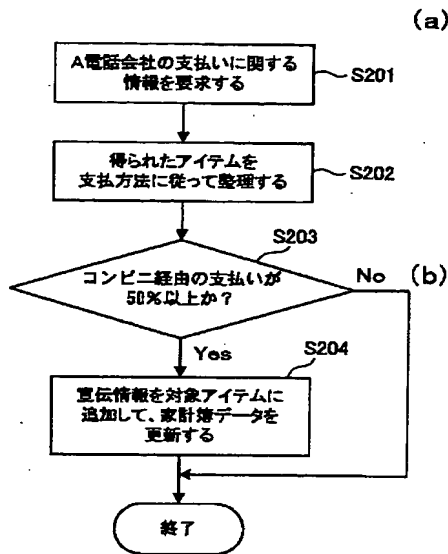 (a)
A電話会社の支払いに関する
情報を要求する
S201
得られたアイテムを
支払方法に従って整理する
S202
S203
コンビニ経由の支払いが
50%以上か？
No
(b)
Yes
S204
宣伝情報を対象アイテムに
追加して、家計簿データを
更新する
終了